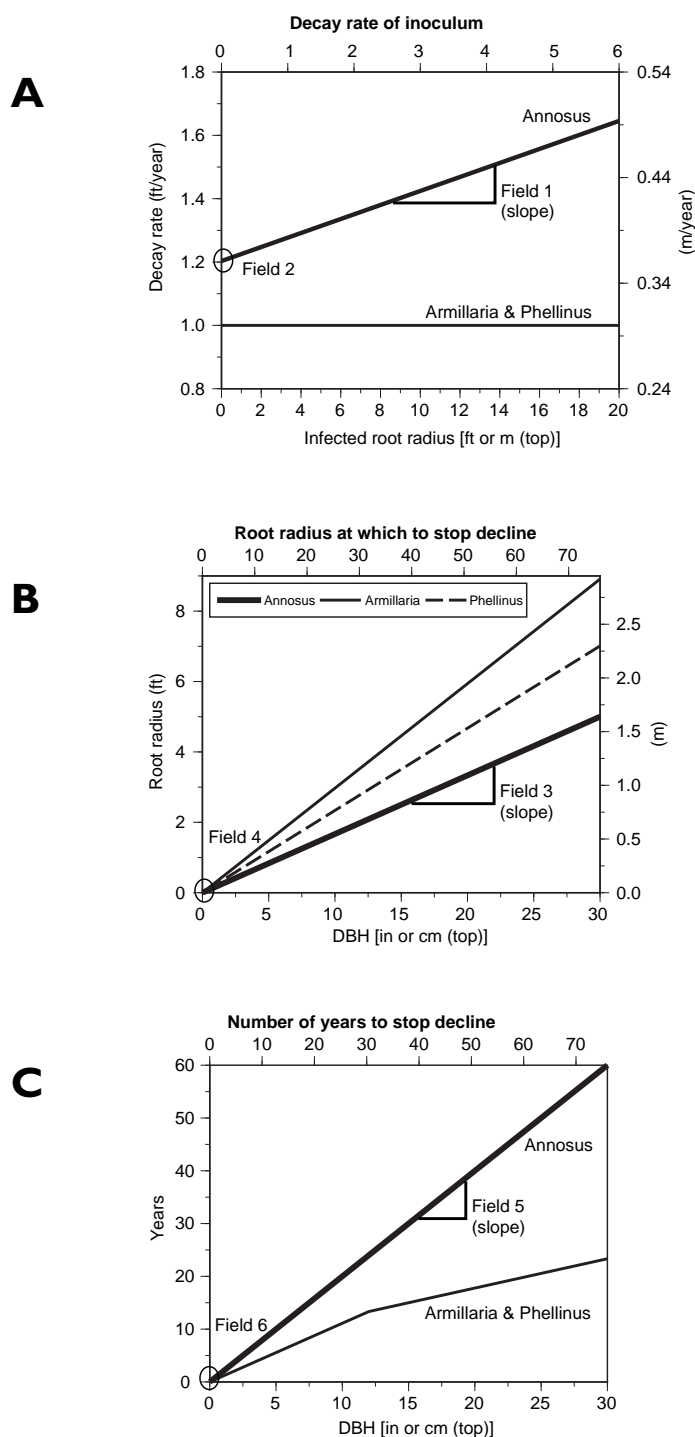 A
Decay rate of inoculum
0 1 2 3 4 5 6
1.8
1.6
1.4
1.2
1.0
0.8
Decay rate (ft/year)
0.54
0.44
0.34
0.24
(m/year)
Annosus
Field 1
(slope)
Field 2
Armillaria & Phellinus
0 2 4 6 8 10 12 14 16 18 20
Infected root radius [ft or m (top)]
B
Root radius at which to stop decline
0 10 20 30 40 50 60 70
Annosus Armillaria Phellinus
8
6
4
2
0
Root radius (ft)
2.5
2.0
1.5
1.0
0.5
0.0
(m)
Field 3
(slope)
Field 4
0 5 10 15 20 25 30
DBH [in or cm (top)]
C
Number of years to stop decline
0 10 20 30 40 50 60 70
60
50
40
30
20
10
0
Years
Annosus
Field 5
(slope)
Field 6
Armillaria & Phellinus
0 5 10 15 20 25 30
DBH [in or cm (top)]